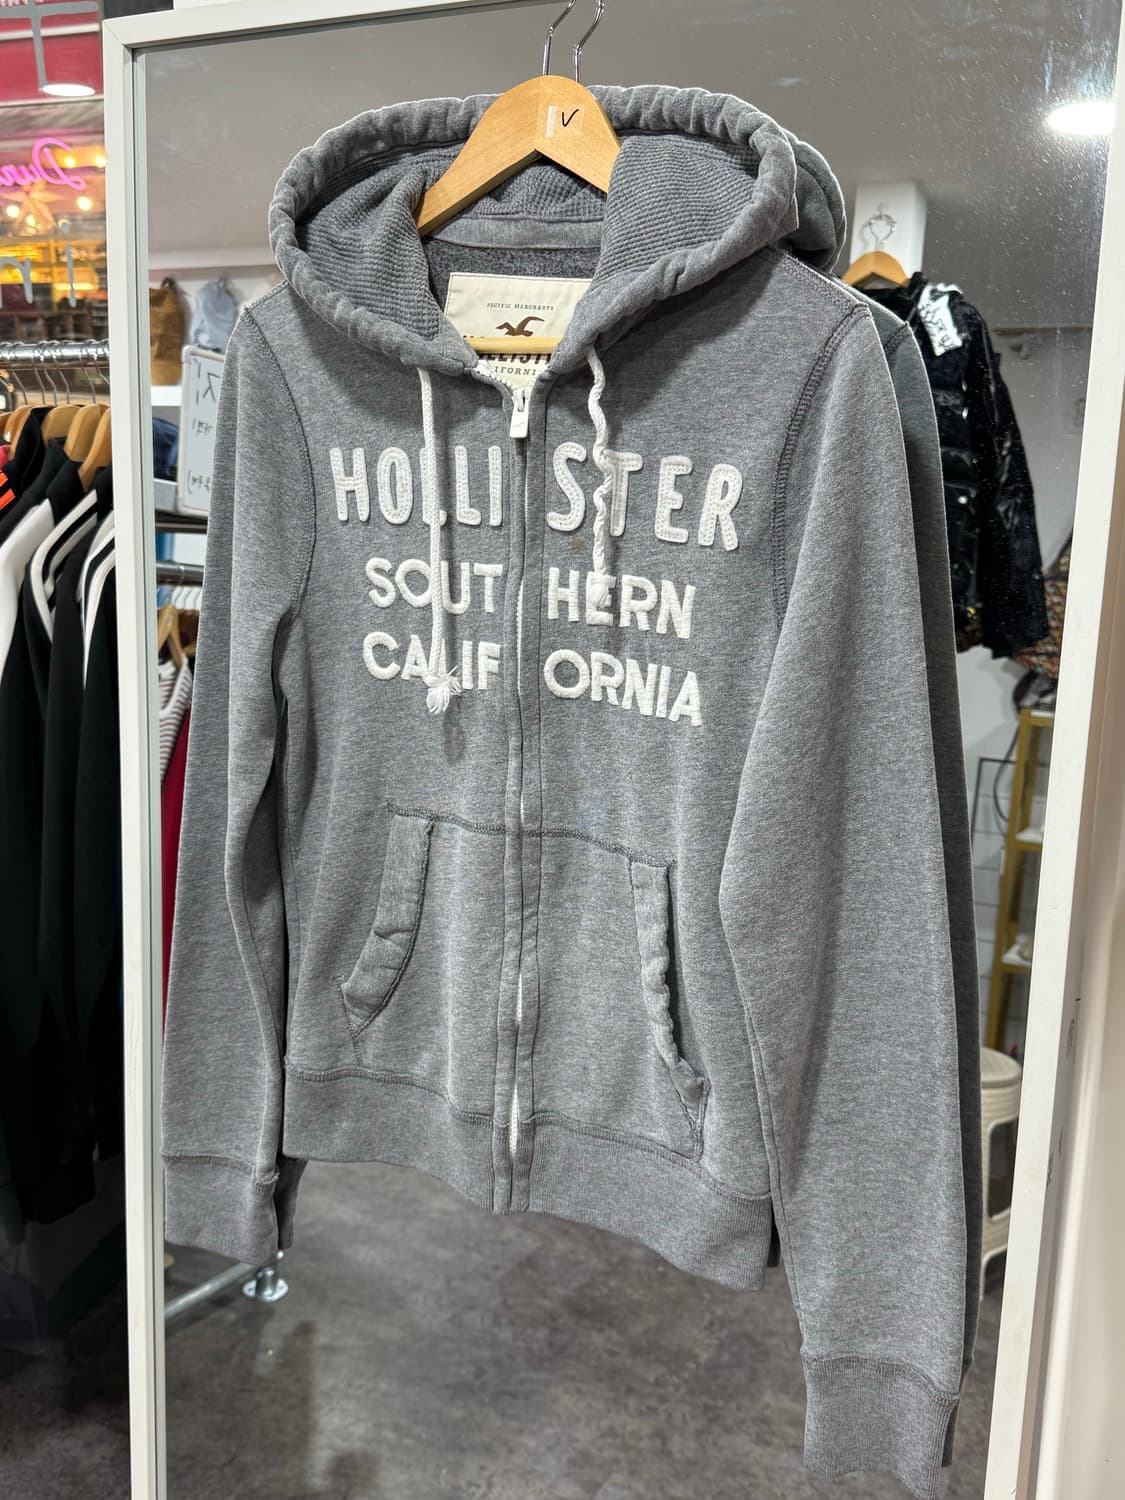 V
PACIFIC MERCHANTS
HOLLISTER
SOUTHERN
CALIFORNIA